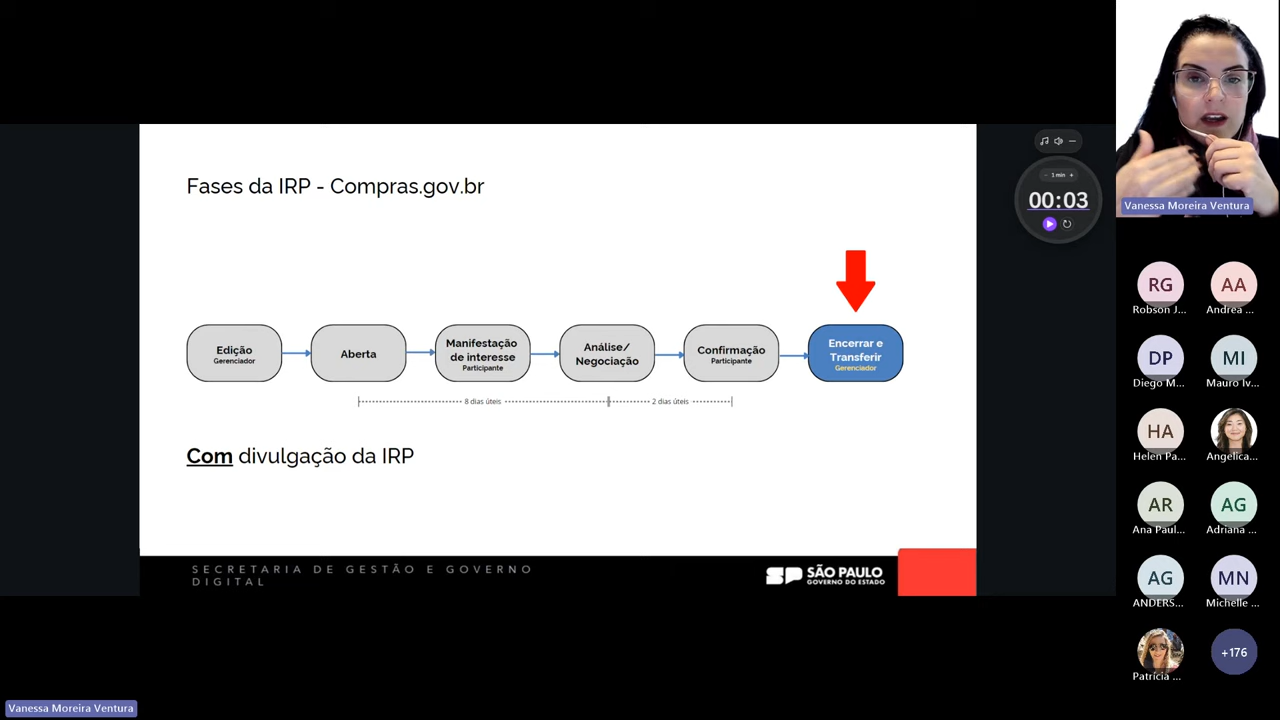 Fases da IRP - Compras.gov.br
1 min
00:03
Vanessa Moreira Ventura
Edição
Gerenciador
Aberta
Manifestação
de interesse
Participante
Análise/
Negociação
Confirmação
Participante
Encerrar e
Transferir
Gerenciador
8 dias úteis
2 dias úteis
Com divulgação da IRP
SECRETARIA DE GESTÃO E GOVERNO
DIGITAL
SP SÃO PAULO
GOVERNO DO ESTADO
RG
Robson J...
AA
Andrea ...
DP
Diego M...
MI
Mauro Iv...
HA
Helen Pa...
Angelica...
AR
Ana Paul...
AG
Adriana ...
AG
ANDERS...
MN
Michelle ...
Patrícia ...
+176
Vanessa Moreira Ventura